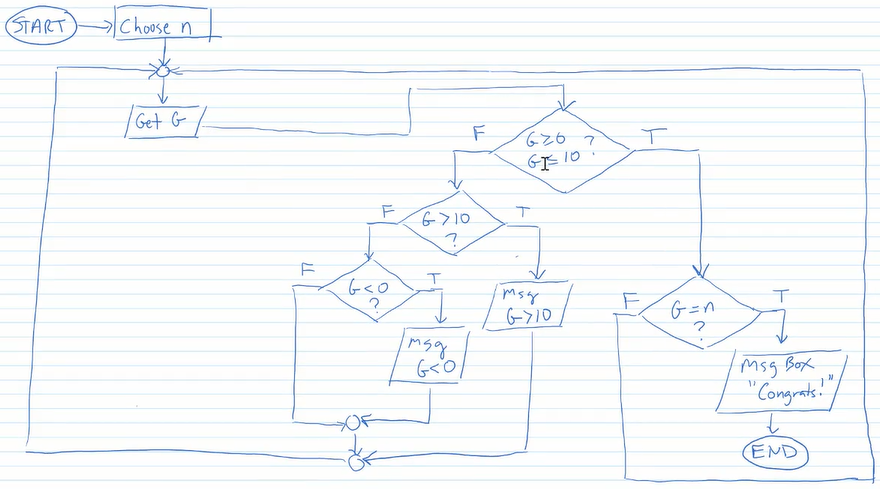 START
Choose n
Get G
G≥0
G≤10 ?
F
T
G>10
?
F
T
G<0
?
F
T
msg
G>10
msg
G<0
G=n
?
F
T
Msg Box
"Congrats!"
END